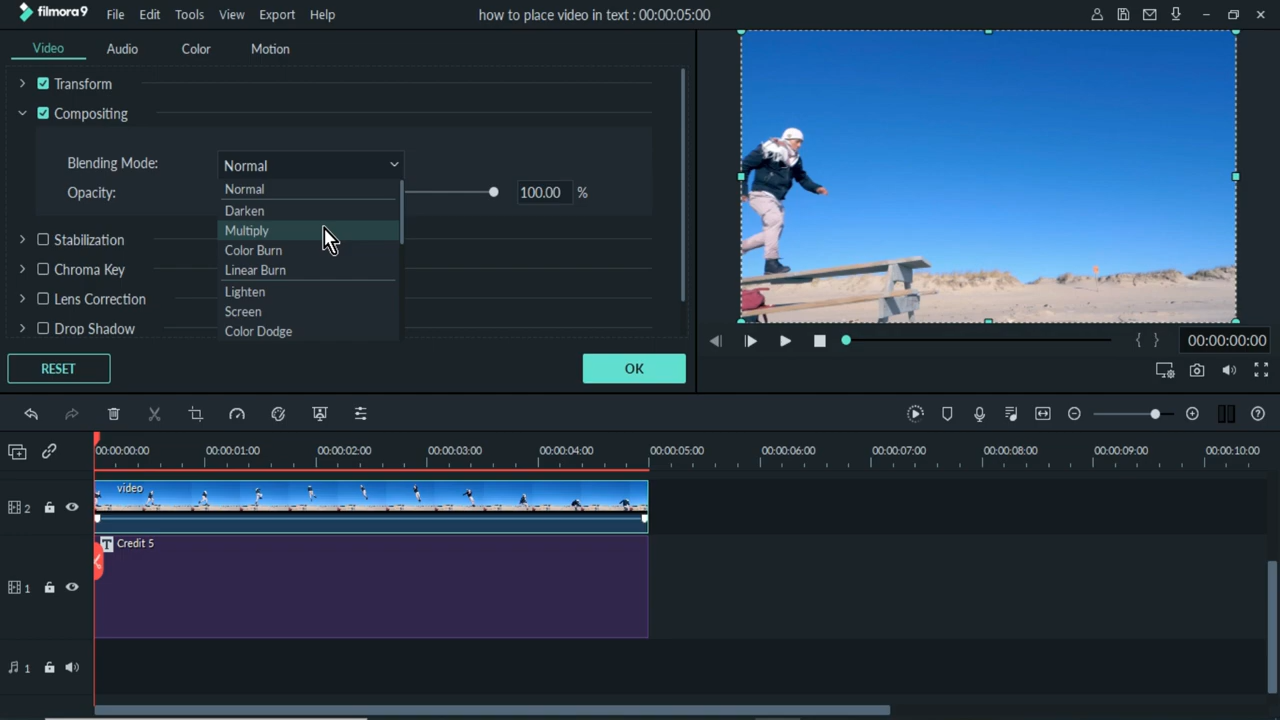 filmora9 File Edit Tools View Export Help how to place video in text : 00:00:05:00
Video Audio Color Motion
Transform
Compositing
Blending Mode: Normal
Opacity: 100.00 %
Normal
Darken
Multiply
Color Burn
Linear Burn
Lighten
Screen
Color Dodge
Stabilization
Chroma Key
Lens Correction
Drop Shadow
RESET OK
00:00:00:00
00:00:00:00 00:00:01:00 00:00:02:00 00:00:03:00 00:00:04:00 00:00:05:00 00:00:06:00 00:00:07:00 00:00:08:00 00:00:09:00 00:00:10:00
video
2
T Credit 5
1
1